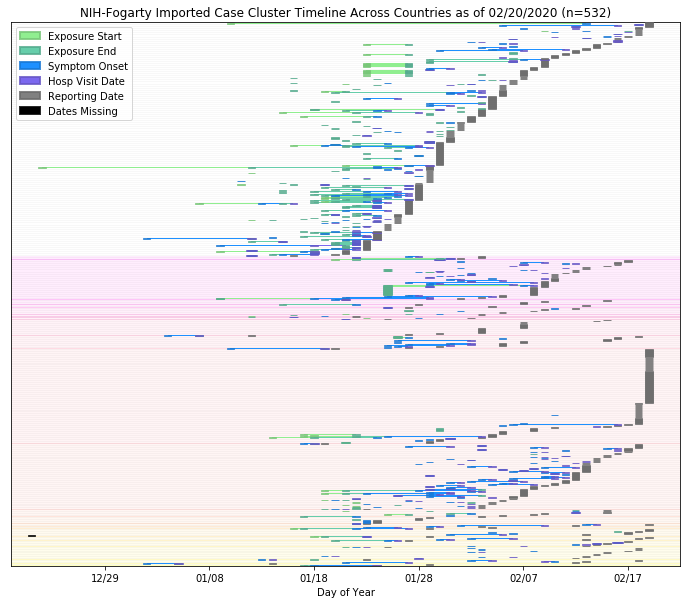 NIH-Fogarty Imported Case Cluster Timeline Across Countries as of 02/20/2020 (n=532)
Exposure Start
Exposure End
Symptom Onset
Hosp Visit Date
Reporting Date
Dates Missing
12/29 01/08 01/18 01/28 02/07 02/17
Day of Year